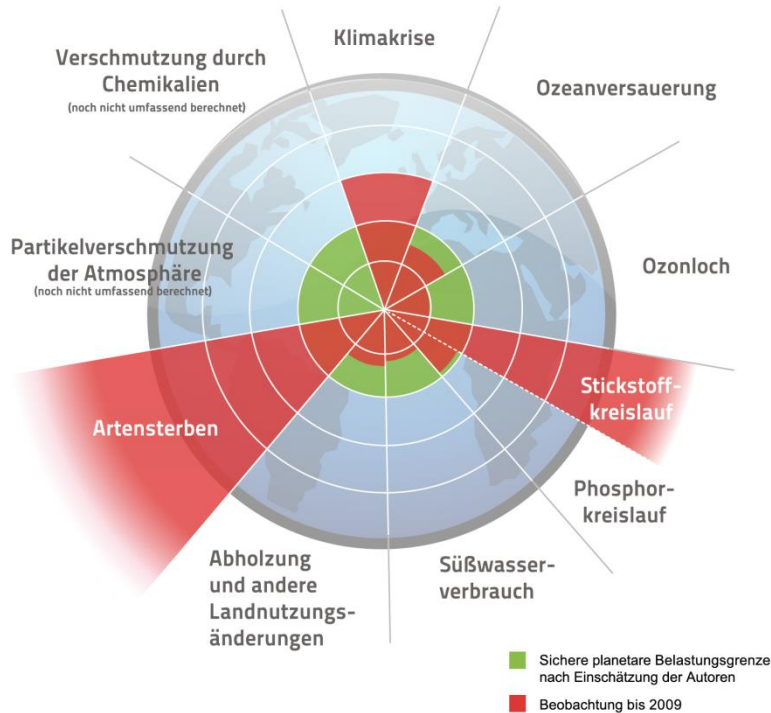 Klimakrise
Verschmutzung durch
Chemikalien
(noch nicht umfassend berechnet)
Ozeanversauerung
Partikelverschmutzung
der Atmosphäre
(noch nicht umfassend berechnet)
Ozonloch
Stickstoff-
kreislauf
Artensterben
Phosphor-
kreislauf
Abholzung
und andere
Landnutzungs-
änderungen
Süßwasser-
verbrauch
Sichere planetare Belastungsgrenze
nach Einschätzung der Autoren
Beobachtung bis 2009